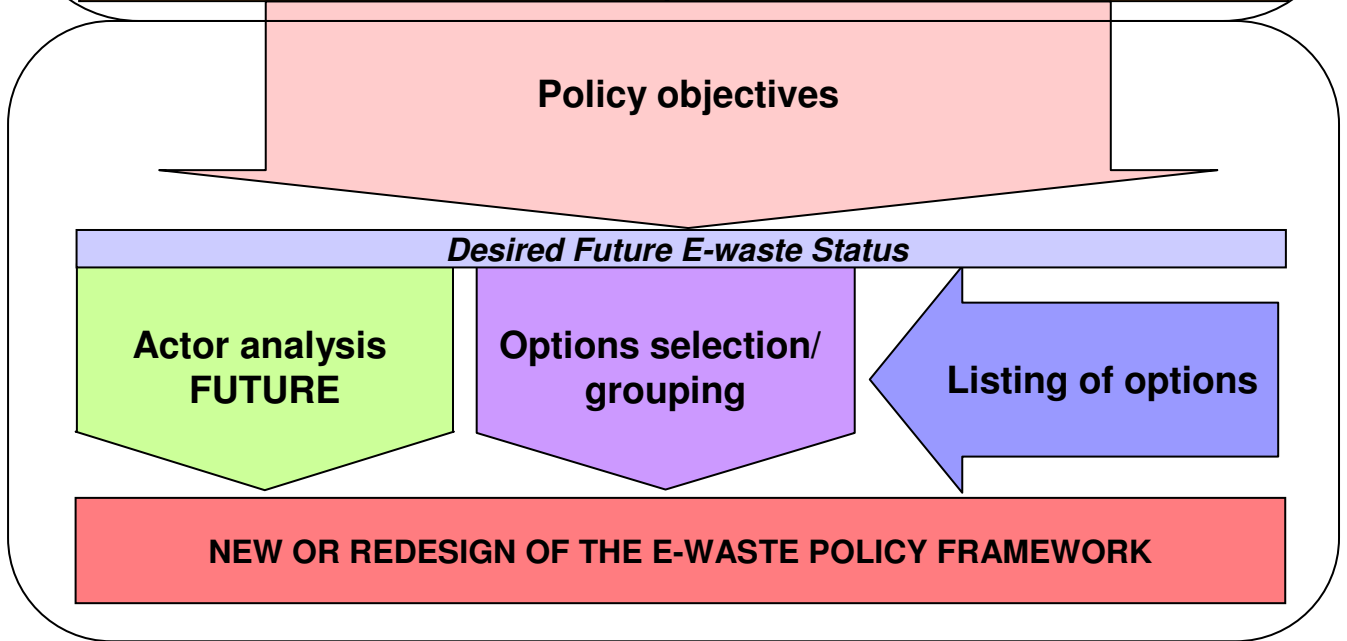 Policy objectives
Desired Future E-waste Status
Actor analysis
FUTURE
Options selection/
grouping
Listing of options
NEW OR REDESIGN OF THE E-WASTE POLICY FRAMEWORK